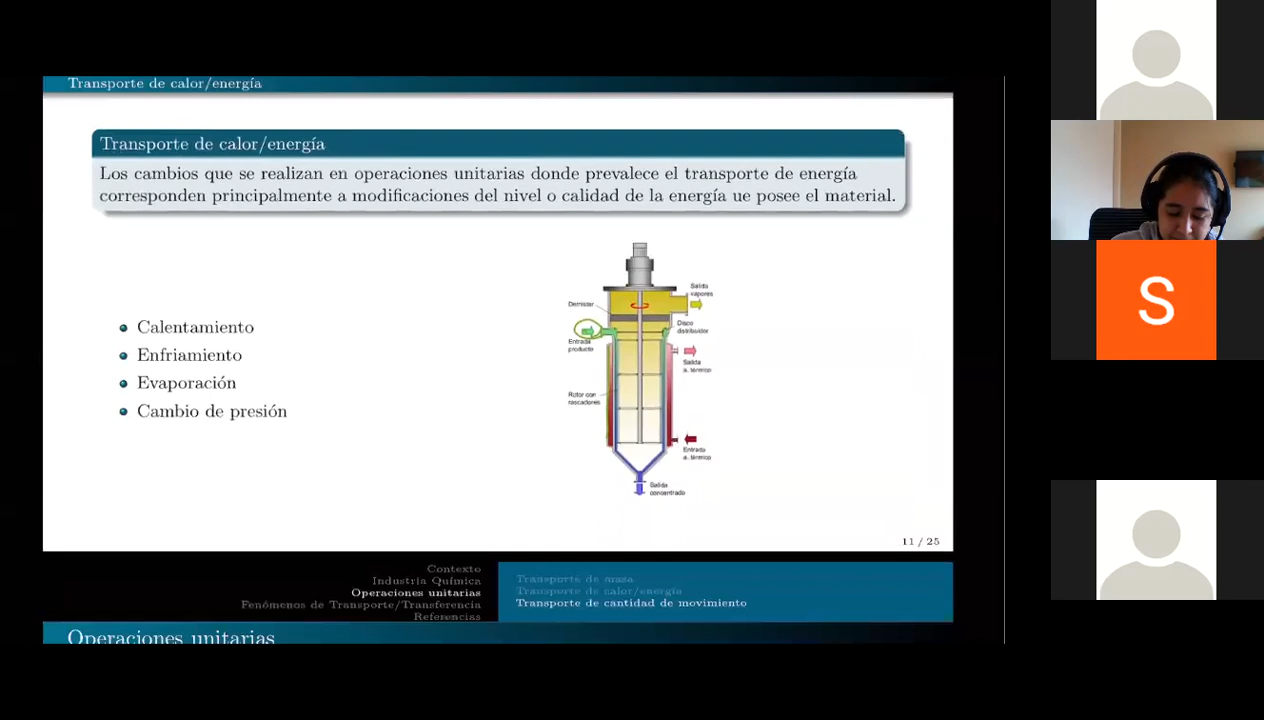 Transporte de calor/energía
Transporte de calor/energía
Los cambios que se realizan en operaciones unitarias donde prevalece el transporte de energía
corresponden principalmente a modificaciones del nivel o calidad de la energía ue posee el material.
Calentamiento
Enfriamiento
Evaporación
Cambio de presión
Salida
vapores
Demister
Disco
distribuidor
Entrada
producto
Salida
a. térmico
Rotor con
rascadores
Entrada
a. térmico
Salida
concentrado
11 / 25
Contexto
Industria Química
Operaciones unitarias
Fenómenos de Transporte/Transferencia
Referencias
Transporte de masa
Transporte de calor/energía
Transporte de cantidad de movimiento
Operaciones unitarias
S